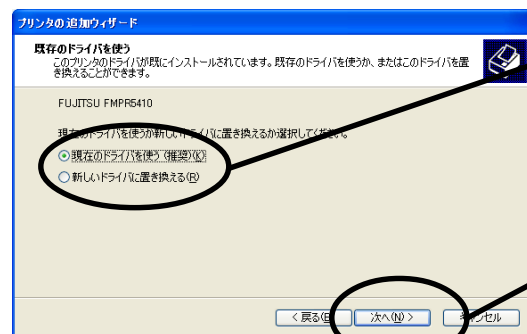 プリンタの追加ウィザード
既存のドライバを使う
このプリンタのドライバが既にインストールされています。既存のドライバを使うか、またはこのドライバを置
き換えることができます。
FUJITSU FMPR5410
現在のドライバを使うか新しいドライバに置き換えるか選択してください。
現在のドライバを使う (推奨)(K)
新しいドライバに置き換える(R)
< 戻る(B) 次へ(N) > キャンセル